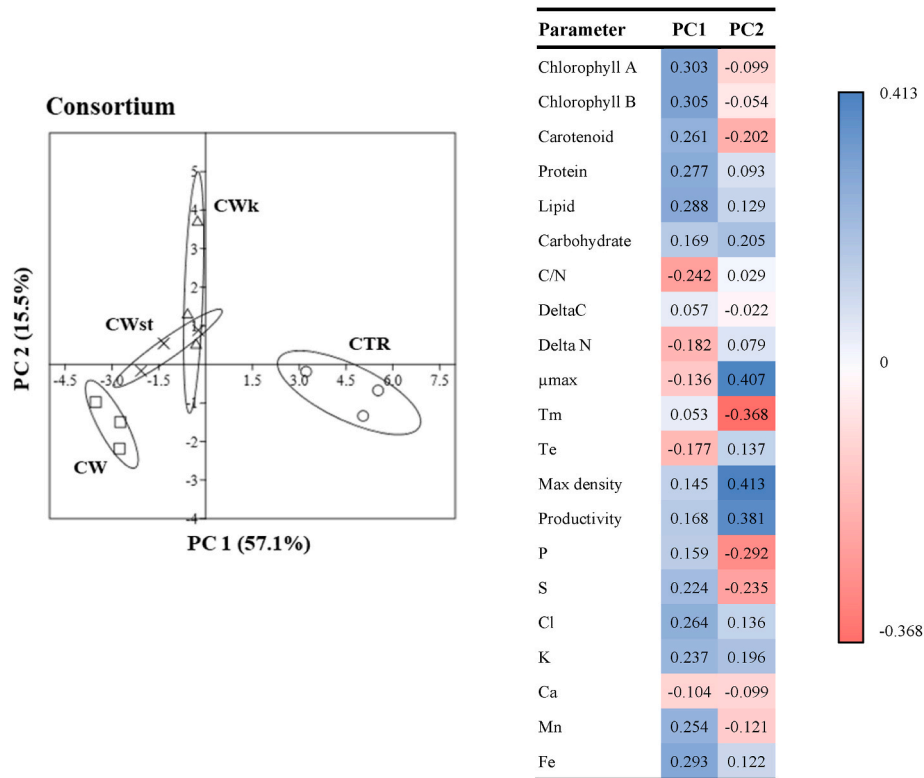 Consortium
5
4
3
2
1
-4.5 -3.0 -1.5 1.5 3.0 4.5 6.0 7.5
-1
-2
-3
-4
CWk
CWst
CTR
CW
PC 2 (15.5%)
PC 1 (57.1%)
Parameter PC1 PC2
Chlorophyll A 0.303 -0.099
Chlorophyll B 0.305 -0.054
Carotenoid 0.261 -0.202
Protein 0.277 0.093
Lipid 0.288 0.129
Carbohydrate 0.169 0.205
C/N -0.242 0.029
DeltaC 0.057 -0.022
Delta N -0.182 0.079
µmax -0.136 0.407
Tm 0.053 -0.368
Te -0.177 0.137
Max density 0.145 0.413
Productivity 0.168 0.381
P 0.159 -0.292
S 0.224 -0.235
Cl 0.264 0.136
K 0.237 0.196
Ca -0.104 -0.099
Mn 0.254 -0.121
Fe 0.293 0.122
0.413
0
-0.368